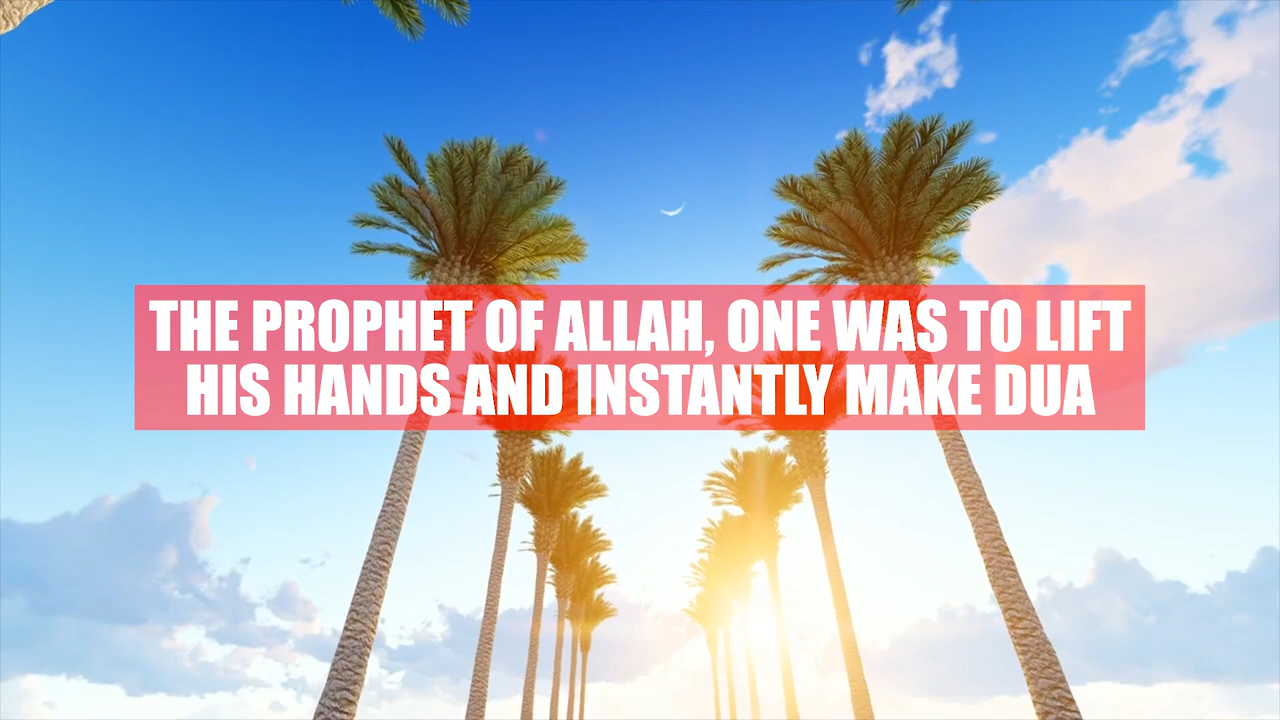 THE PROPHET OF ALLAH, ONE WAS TO LIFT
HIS HANDS AND INSTANTLY MAKE DUA